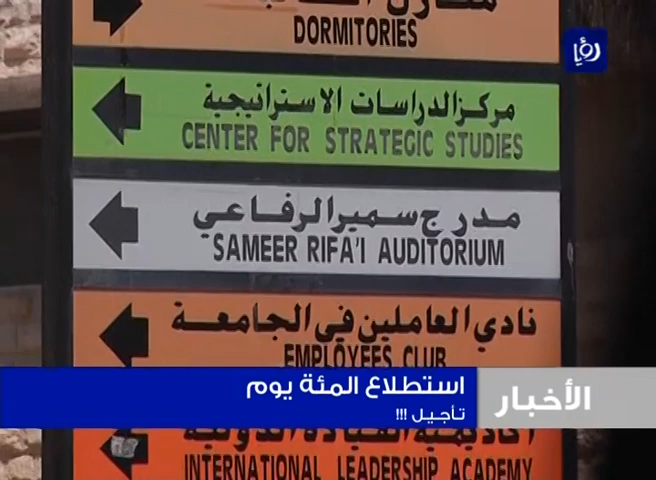 رؤيا
DORMITORIES
مركز الدراسات الاستراتيجية
CENTER FOR STRATEGIC STUDIES
مدرج سمير الرفاعي
SAMEER RIFA'I AUDITORIUM
نادي العاملين في الجامعة
EMPLOYEES CLUB
الأخبار
استطلاع المئة يوم
تأجيل !!!
INTERNATIONAL LEADERSHIP ACADEMY